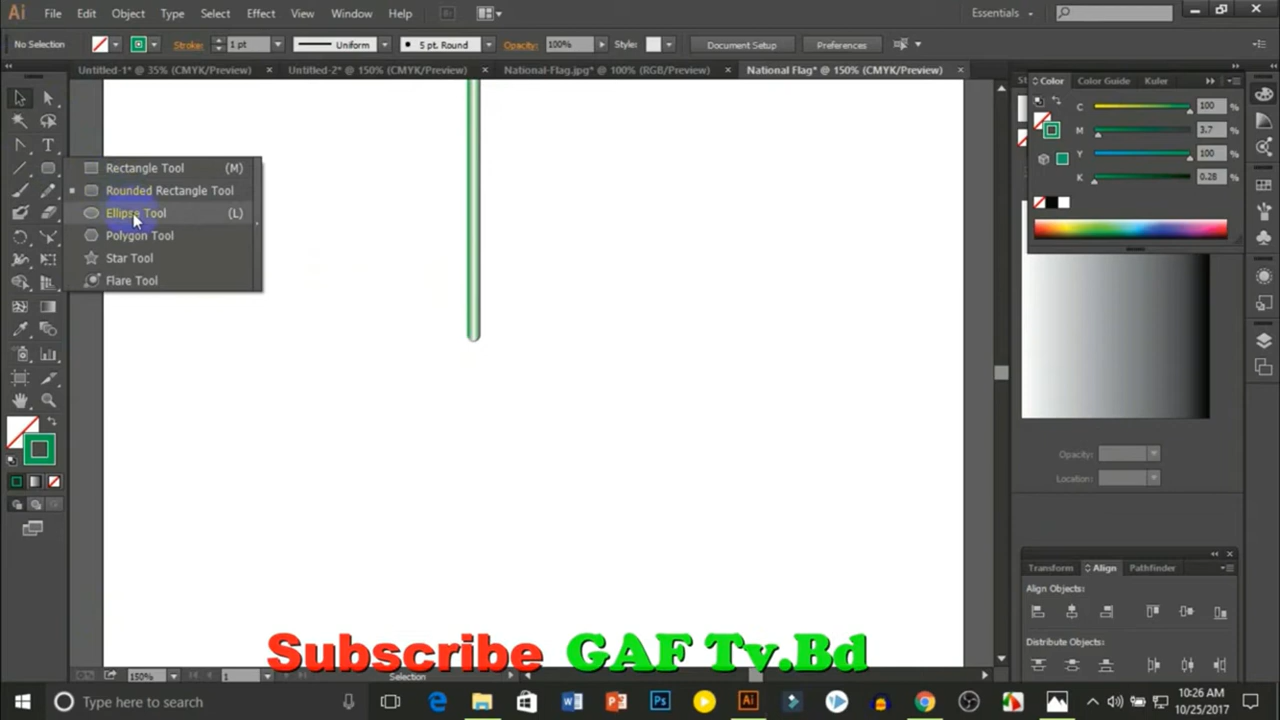 Ai File Edit Object Type Select Effect View Window Help Br Essentials
No Selection Stroke: 1 pt Uniform 5 pt. Round Opacity: 100% Style: Document Setup Preferences
Untitled-1* @ 35% (CMYK/Preview) × Untitled-2* @ 150% (CMYK/Preview) × National-Flag.jpg* @ 100% (RGB/Preview) × National Flag* @ 150% (CMYK/Preview) ×
Color Color Guide Kuler
C 100 %
M 3.7 %
Y 100 %
K 0.28 %
Rectangle Tool (M)
Rounded Rectangle Tool
Ellipse Tool (L)
Polygon Tool
Star Tool
Flare Tool
Opacity: %
Location: %
Transform Align Pathfinder
Align Objects:
Distribute Objects:
Subscribe GAF Tv.Bd
150% 1 Selection
Type here to search
10:26 AM
10/25/2017